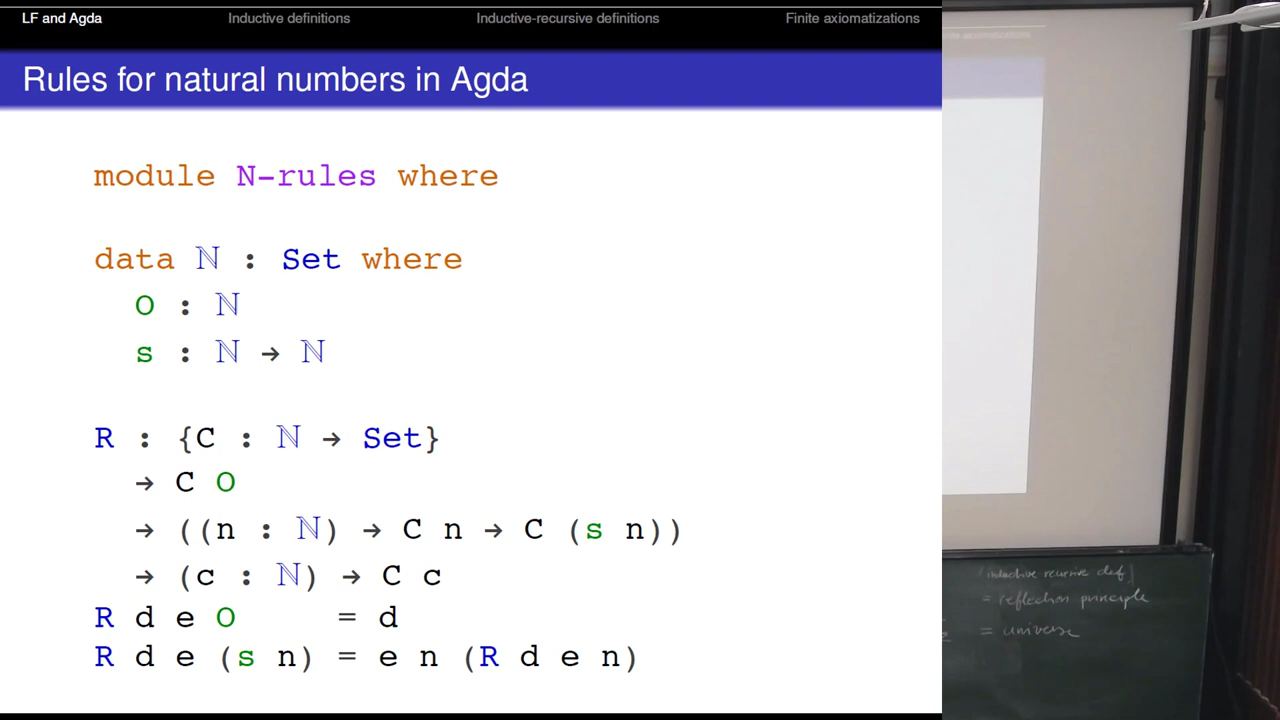 LF and Agda Inductive definitions Inductive-recursive definitions Finite axiomatizations
Rules for natural numbers in Agda
module N-rules where
data ℕ : Set where
O : ℕ
s : ℕ → ℕ
R : {C : ℕ → Set}
→ C O
→ ((n : ℕ) → C n → C (s n))
→ (c : ℕ) → C c
R d e O = d
R d e (s n) = e n (R d e n)
inductive recursive def
= reflection principle
= universe